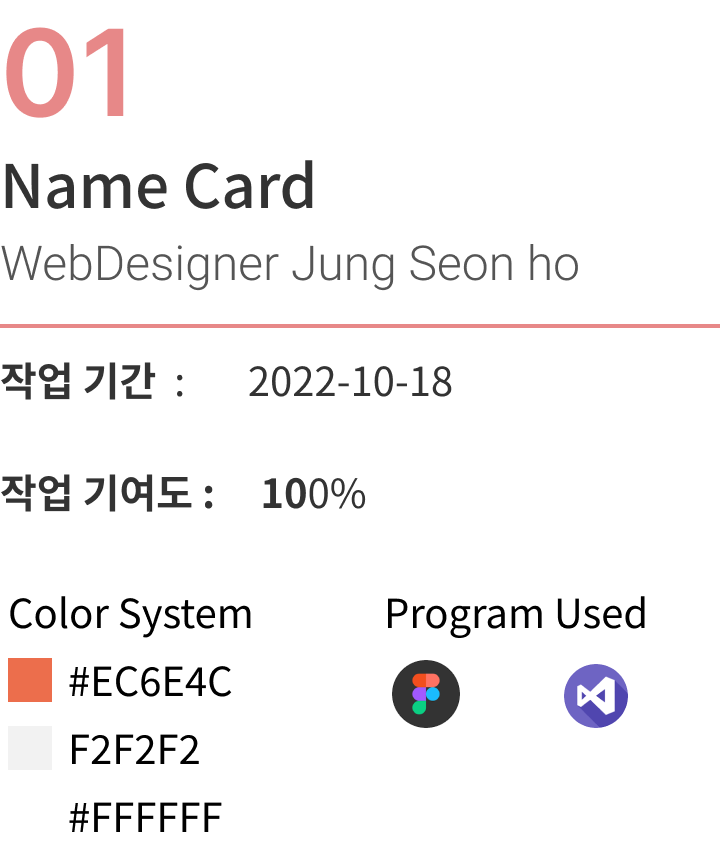 01
Name Card
WebDesigner Jung Seon ho
작업 기간 : 2022-10-18
작업 기여도 : 100%
Color System
#EC6E4C
F2F2F2
#FFFFFF
Program Used